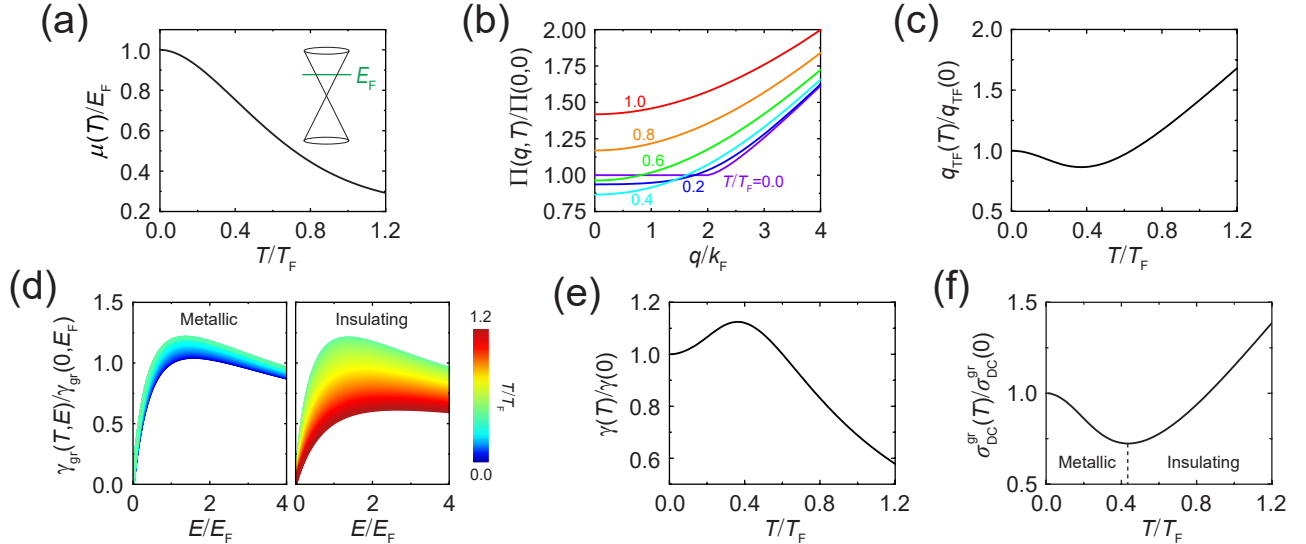 (a)
μ(T)/E_F
1.0
0.8
0.6
0.4
0.2
E_F
0.0 0.4 0.8 1.2
T/T_F
(b)
Π(q,T)/Π(0,0)
2.00
1.75
1.50
1.25
1.00
0.75
1.0
0.8
0.6
0.4
0.2
T/T_F=0.0
0 1 2 3 4
q/k_F
(c)
q_TF(T)/q_TF(0)
2.0
1.5
1.0
0.5
0.0 0.4 0.8 1.2
T/T_F
(d)
γ_gr(T,E)/γ_gr(0,E_F)
1.5
1.0
0.5
0.0
Metallic
Insulating
0 2 4
E/E_F
0 2 4
E/E_F
1.2
T/T_F
0.0
(e)
γ(T)/γ(0)
1.2
1.0
0.8
0.6
0.0 0.4 0.8 1.2
T/T_F
(f)
σ^gr_DC(T)/σ^gr_DC(0)
1.5
1.0
0.5
Metallic
Insulating
0.0 0.4 0.8 1.2
T/T_F